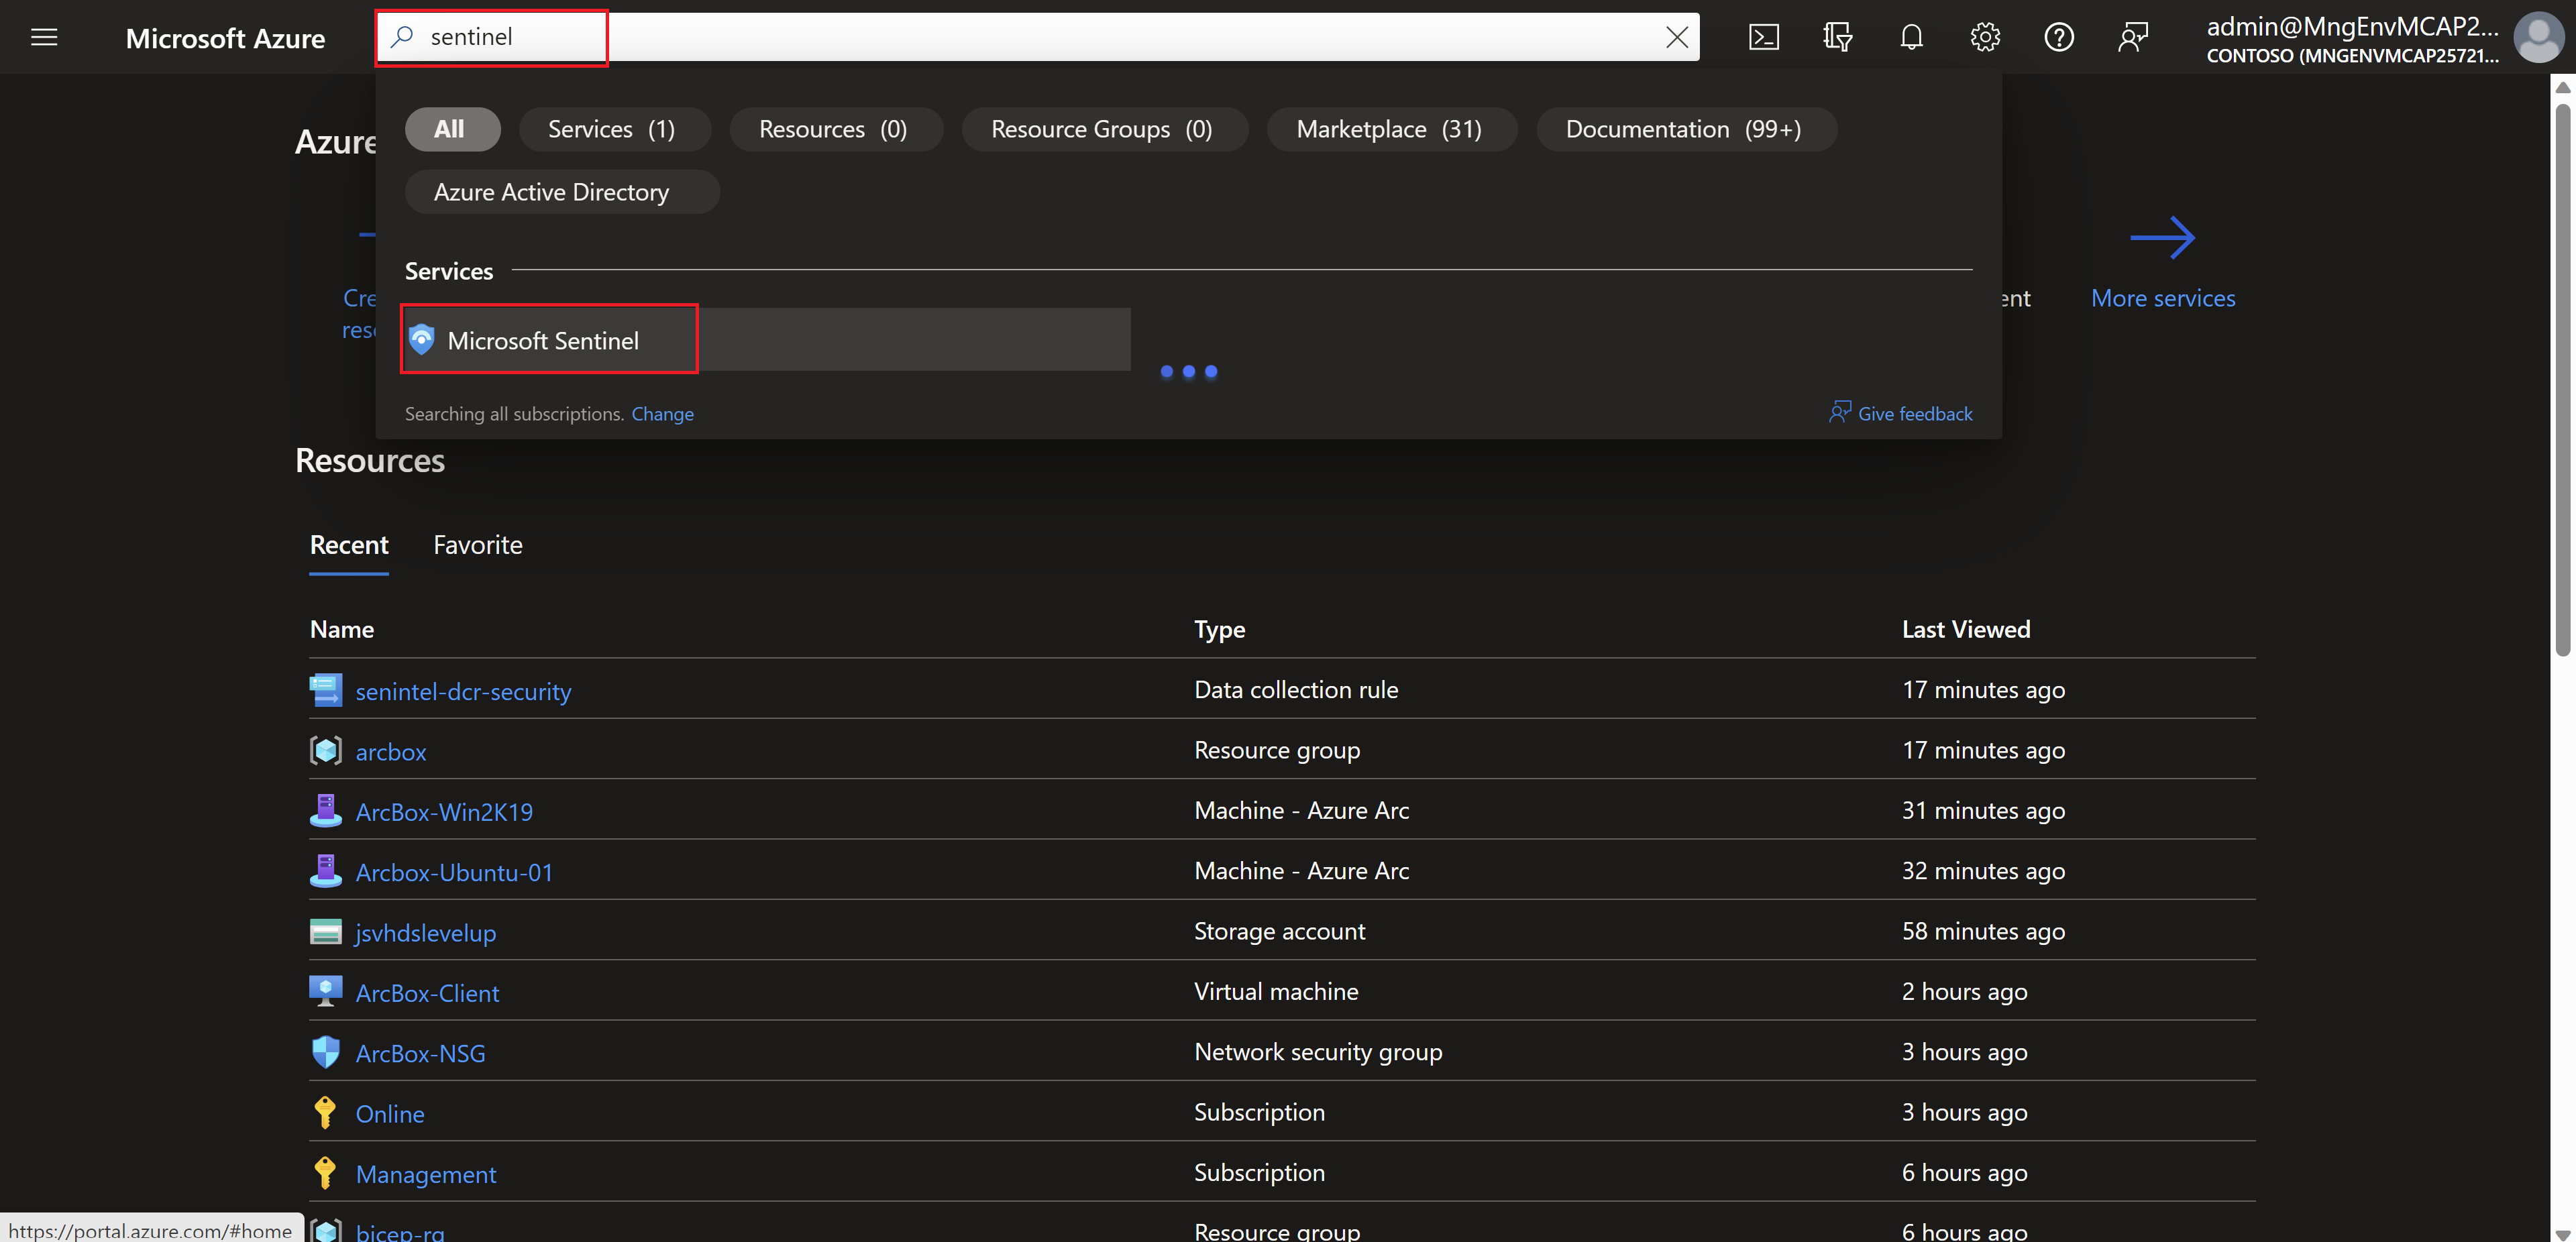 Microsoft Azure
sentinel
admin@MngEnvMCAP2...
CONTOSO (MNGENVMCAP25721...
All
Services (1)
Resources (0)
Resource Groups (0)
Marketplace (31)
Documentation (99+)
Azure Active Directory
Azure
Services
Cre
reso
ent
More services
Microsoft Sentinel
Searching all subscriptions. Change
Give feedback
Resources
Recent
Favorite
Name Type Last Viewed
senintel-dcr-security Data collection rule 17 minutes ago
arcbox Resource group 17 minutes ago
ArcBox-Win2K19 Machine - Azure Arc 31 minutes ago
Arcbox-Ubuntu-01 Machine - Azure Arc 32 minutes ago
jsvhdslevelup Storage account 58 minutes ago
ArcBox-Client Virtual machine 2 hours ago
ArcBox-NSG Network security group 3 hours ago
Online Subscription 3 hours ago
Management Subscription 6 hours ago
bicep-rg Resource group 6 hours ago
https://portal.azure.com/#home